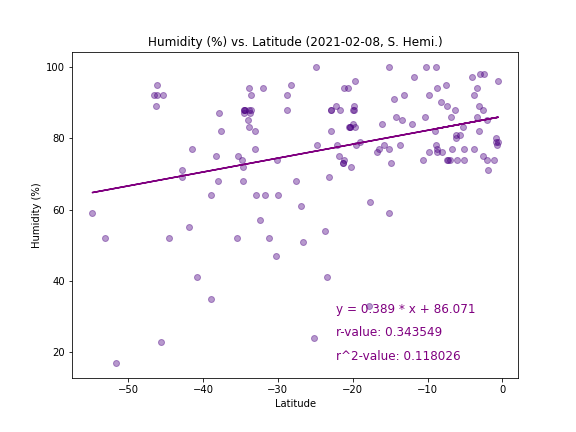 Humidity (%) vs. Latitude (2021-02-08, S. Hemi.)
100
80
60
40
20
Humidity (%)
y = 0.389 * x + 86.071
r-value: 0.343549
r^2-value: 0.118026
−50 −40 −30 −20 −10 0
Latitude